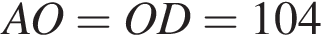 AO = OD = 104